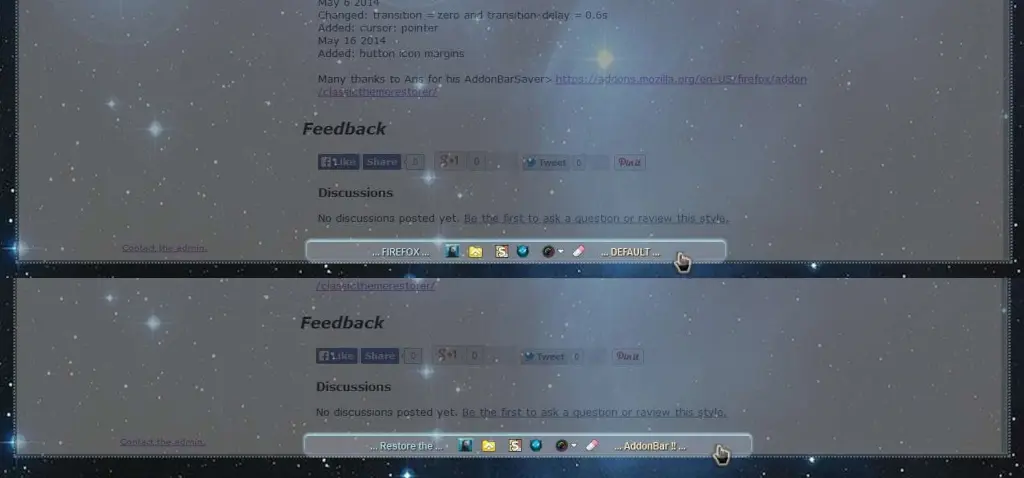 May 6 2014
Changed: transition = zero and transition-delay = 0.6s
Added: cursor: pointer
May 16 2014
Added: button icon margins
Many thanks to Aris for his AddonBarSaver> https://addons.mozilla.org/en-US/firefox/addon
/classicthemerestorer/
Feedback
Like Share 0 +1 0 Tweet 0 Pin it
Discussions
No discussions posted yet. Be the first to ask a question or review this style.
Contact the admin.
... FIREFOX ... S ... DEFAULT ...
/classicthemerestorer/
Feedback
Like Share 0 +1 0 Tweet 0 Pin it
Discussions
No discussions posted yet. Be the first to ask a question or review this style.
Contact the admin.
... Restore the ... S ... AddonBar !! ...